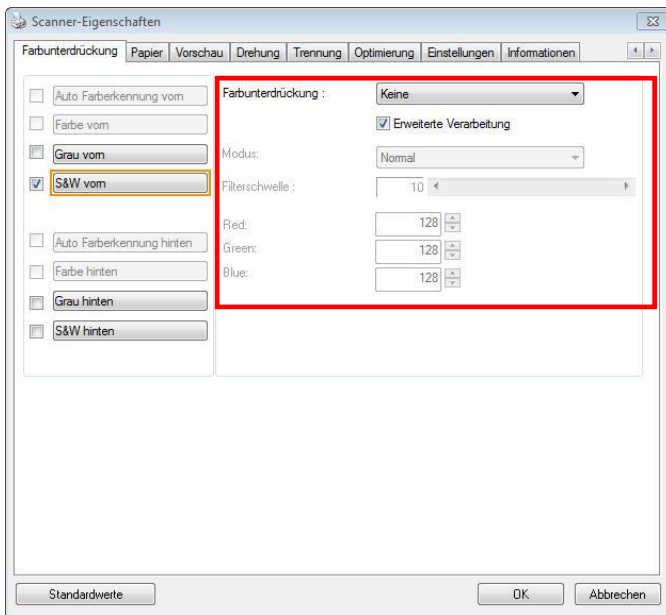 Scanner-Eigenschaften
Farbunterdrückung Papier Vorschau Drehung Trennung Optimierung Einstellungen Informationen
Auto Farberkennung vorn
Farbe vorn
Grau vorn
S&W vorn
Auto Farberkennung hinten
Farbe hinten
Grau hinten
S&W hinten
Farbunterdrückung : Keine
Erweiterte Verarbeitung
Modus: Normal
Filterschwelle : 10
Red: 128
Green: 128
Blue: 128
Standardwerte OK Abbrechen